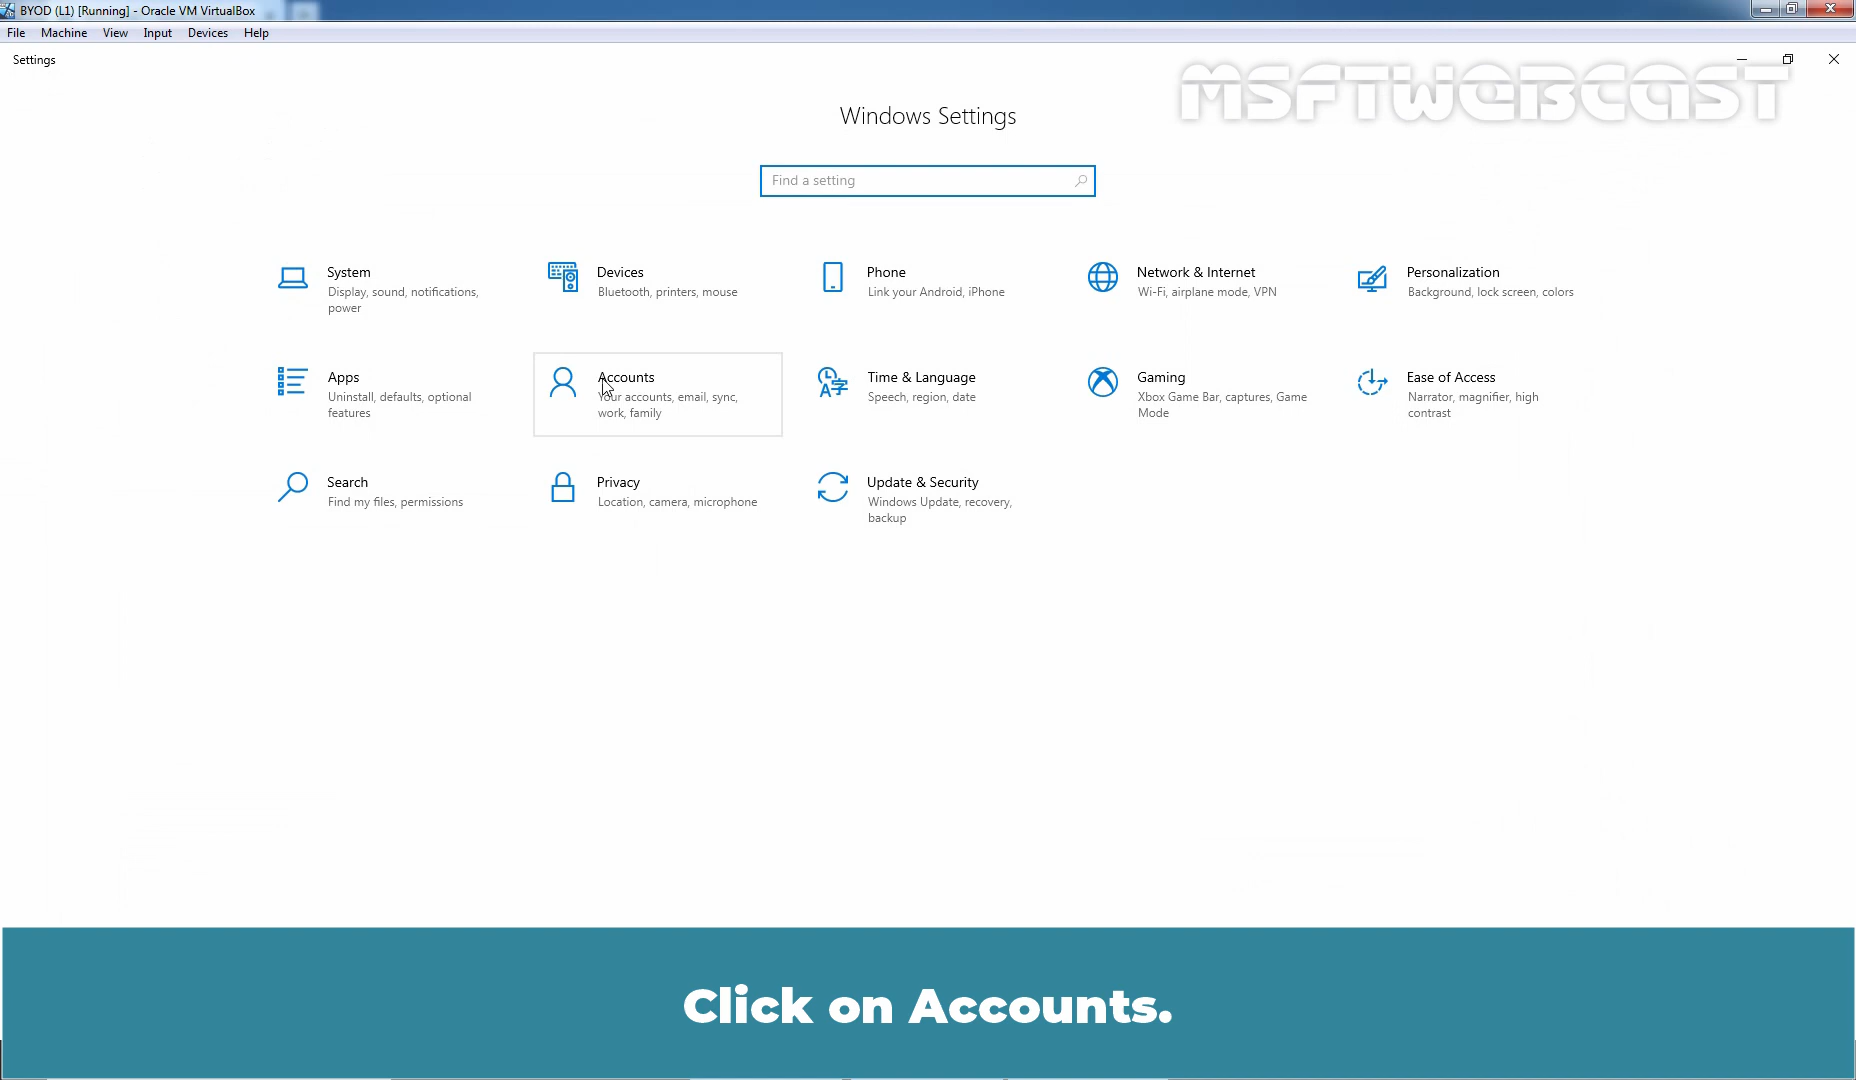 BYOD (L1) [Running] - Oracle VM VirtualBox
File Machine View Input Devices Help
Settings
MSFTWEBCAST
Windows Settings
Find a setting
System
Display, sound, notifications,
power
Devices
Bluetooth, printers, mouse
Phone
Link your Android, iPhone
Network & Internet
Wi-Fi, airplane mode, VPN
Personalization
Background, lock screen, colors
Apps
Uninstall, defaults, optional
features
Accounts
Your accounts, email, sync,
work, family
Time & Language
Speech, region, date
Gaming
Xbox Game Bar, captures, Game
Mode
Ease of Access
Narrator, magnifier, high
contrast
Search
Find my files, permissions
Privacy
Location, camera, microphone
Update & Security
Windows Update, recovery,
backup
Click on Accounts.